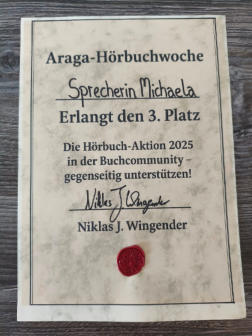 Araga-Hörbuchwoche
Sprecherin Michaela
Erlangt den 3. Platz
Die Hörbuch-Aktion 2025
in der Buchcommunity –
gegenseitig unterstützen!
Niklas J. Wingender
Niklas J. Wingender